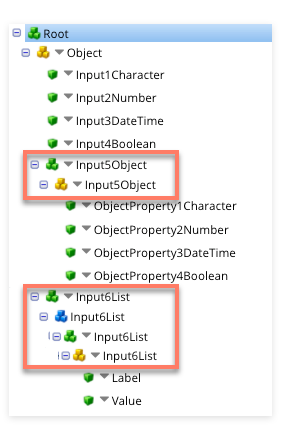 Root
Object
Input1Character
Input2Number
Input3DateTime
Input4Boolean
Input5Object
Input5Object
ObjectProperty1Character
ObjectProperty2Number
ObjectProperty3DateTime
ObjectProperty4Boolean
Input6List
Input6List
Input6List
Input6List
Label
Value